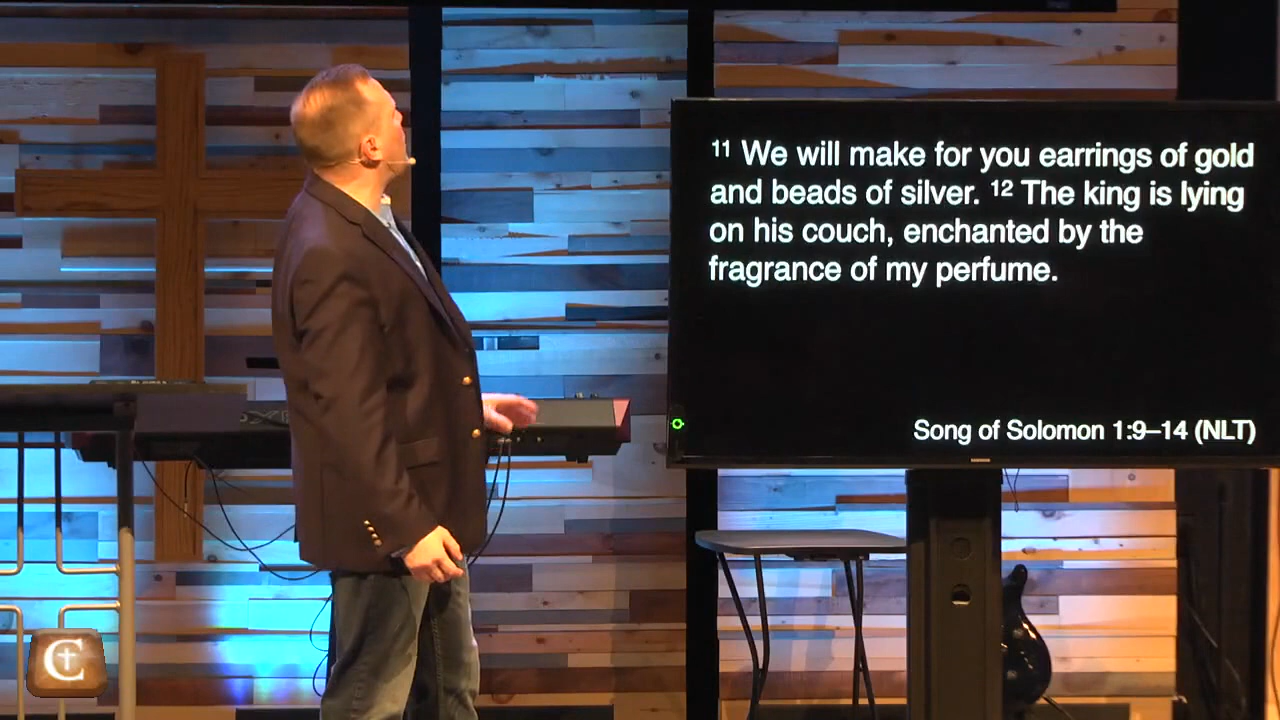 ¹¹ We will make for you earrings of gold
and beads of silver. ¹² The king is lying
on his couch, enchanted by the
fragrance of my perfume.
Song of Solomon 1:9–14 (NLT)
C